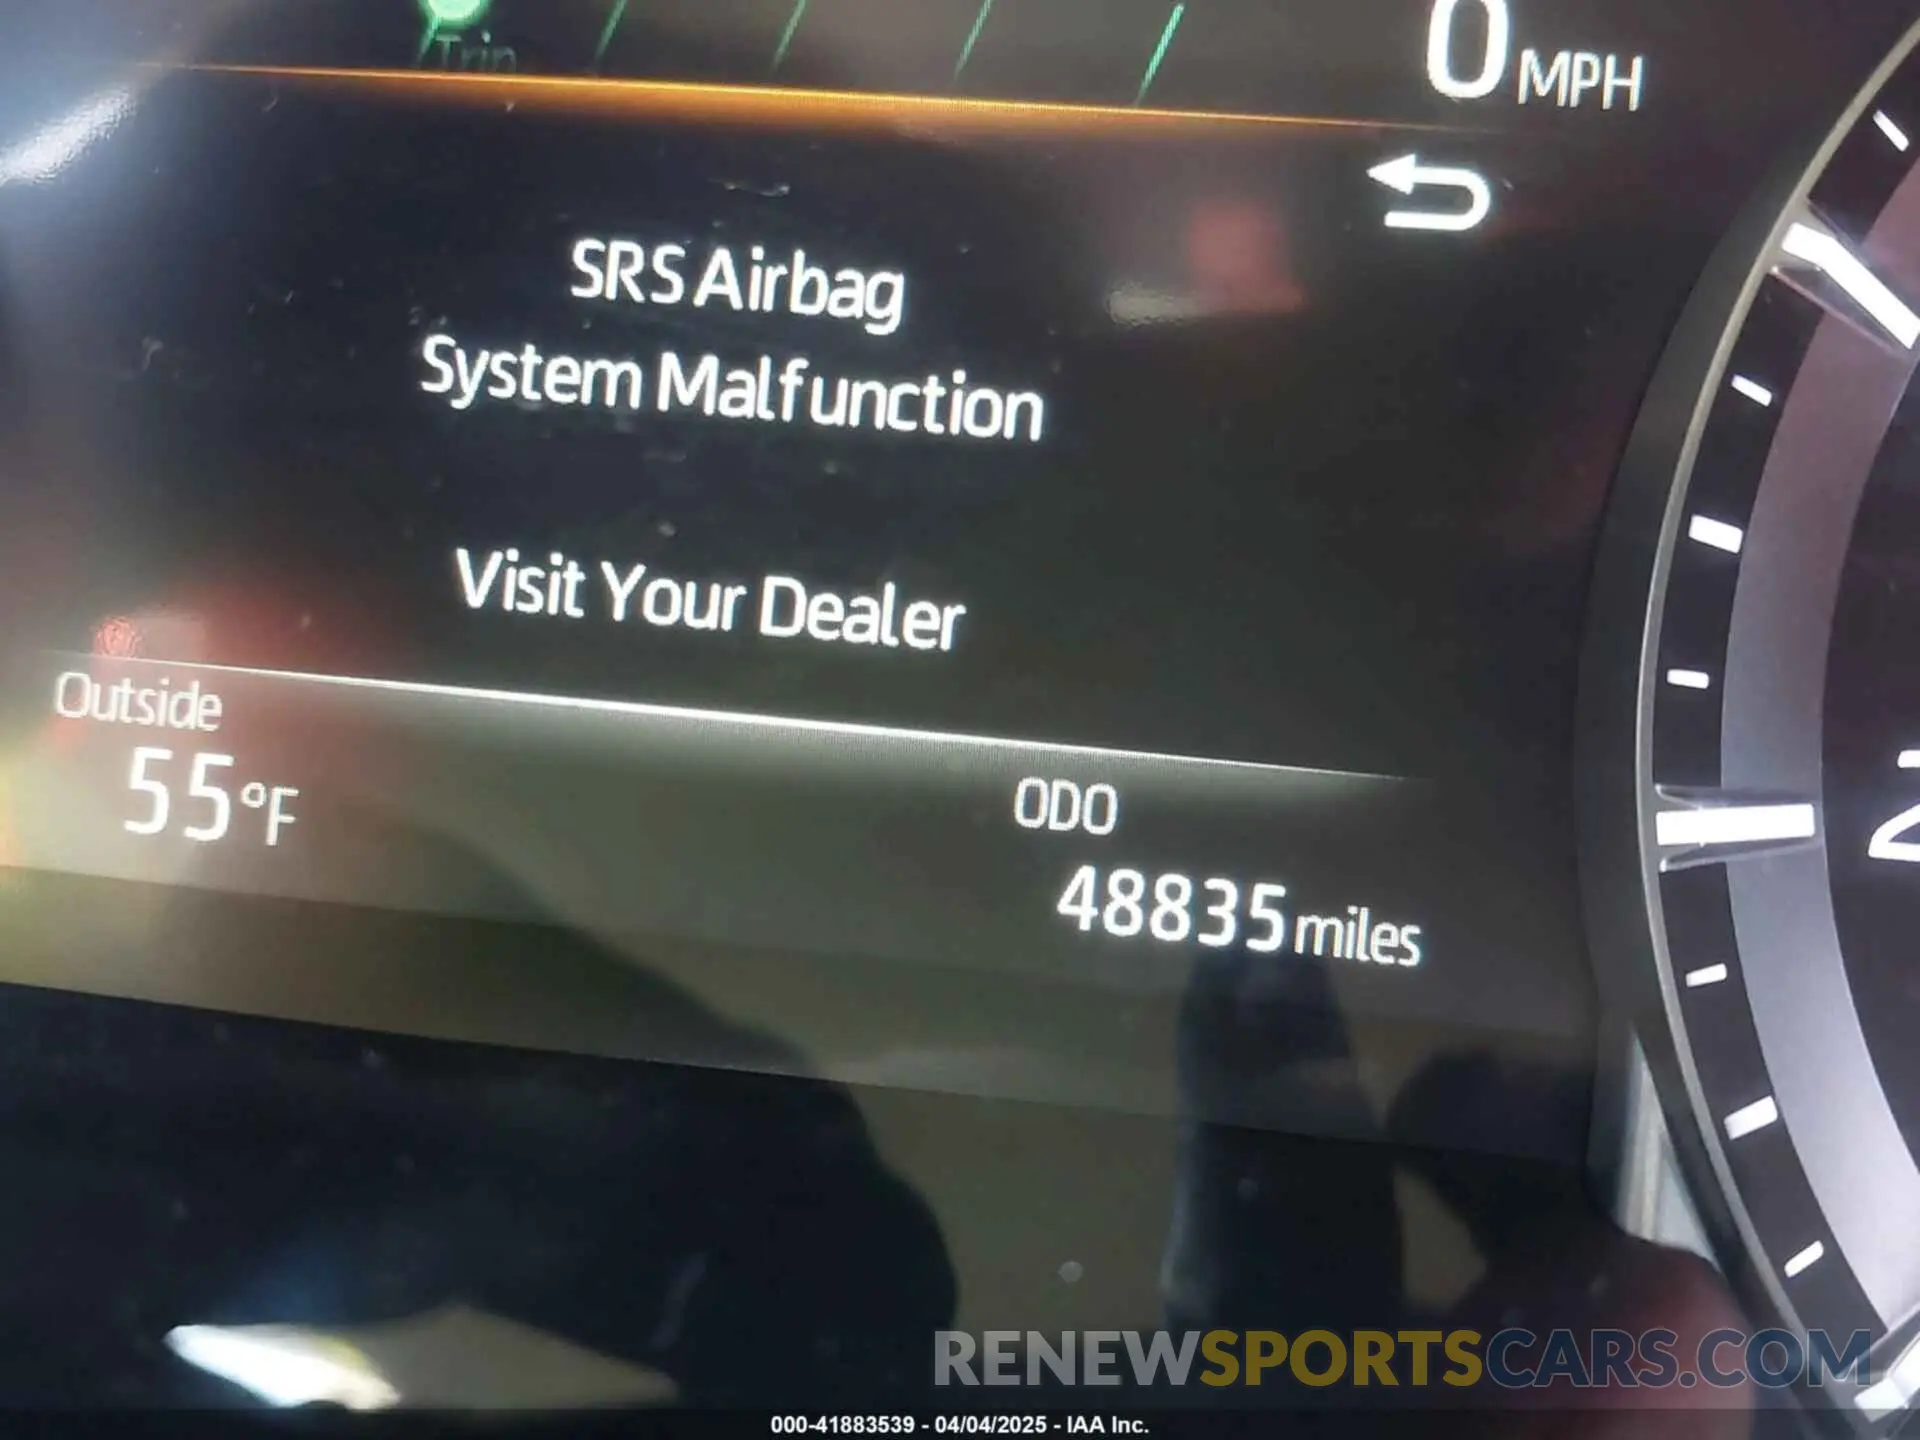 Trip
0 MPH
SRS Airbag
System Malfunction
Visit Your Dealer
Outside
55°F
ODO
48835 miles
RENEWSPORTSCARS.COM
000-41883539 - 04/04/2025 - IAA Inc.